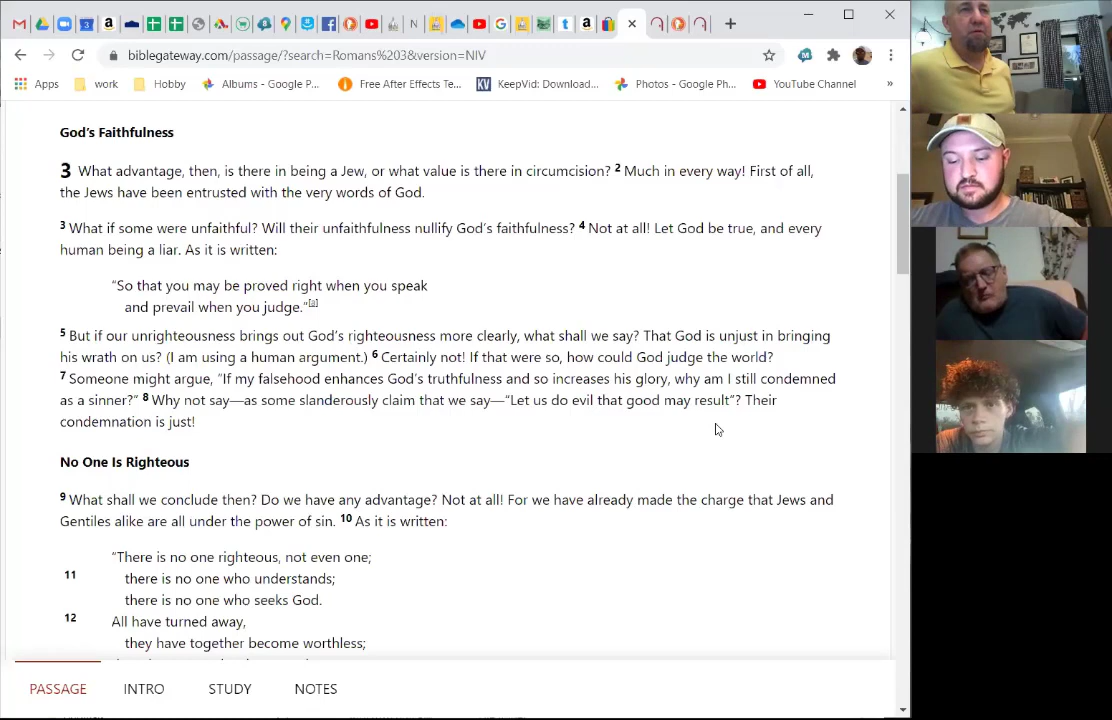 biblegateway.com/passage/?search=Romans%203&version=NIV
Apps work Hobby Albums - Google P... Free After Effects Te... KeepVid: Download... Photos - Google Ph... YouTube Channel »
God's Faithfulness
3 What advantage, then, is there in being a Jew, or what value is there in circumcision? 2 Much in every way! First of all,
the Jews have been entrusted with the very words of God.
3 What if some were unfaithful? Will their unfaithfulness nullify God's faithfulness? 4 Not at all! Let God be true, and every
human being a liar. As it is written:
"So that you may be proved right when you speak
and prevail when you judge."[a]
5 But if our unrighteousness brings out God's righteousness more clearly, what shall we say? That God is unjust in bringing
his wrath on us? (I am using a human argument.) 6 Certainly not! If that were so, how could God judge the world?
7 Someone might argue, "If my falsehood enhances God's truthfulness and so increases his glory, why am I still condemned
as a sinner?" 8 Why not say—as some slanderously claim that we say—"Let us do evil that good may result"? Their
condemnation is just!
No One Is Righteous
9 What shall we conclude then? Do we have any advantage? Not at all! For we have already made the charge that Jews and
Gentiles alike are all under the power of sin. 10 As it is written:
"There is no one righteous, not even one;
11 there is no one who understands;
there is no one who seeks God.
12 All have turned away,
they have together become worthless;
PASSAGE INTRO STUDY NOTES